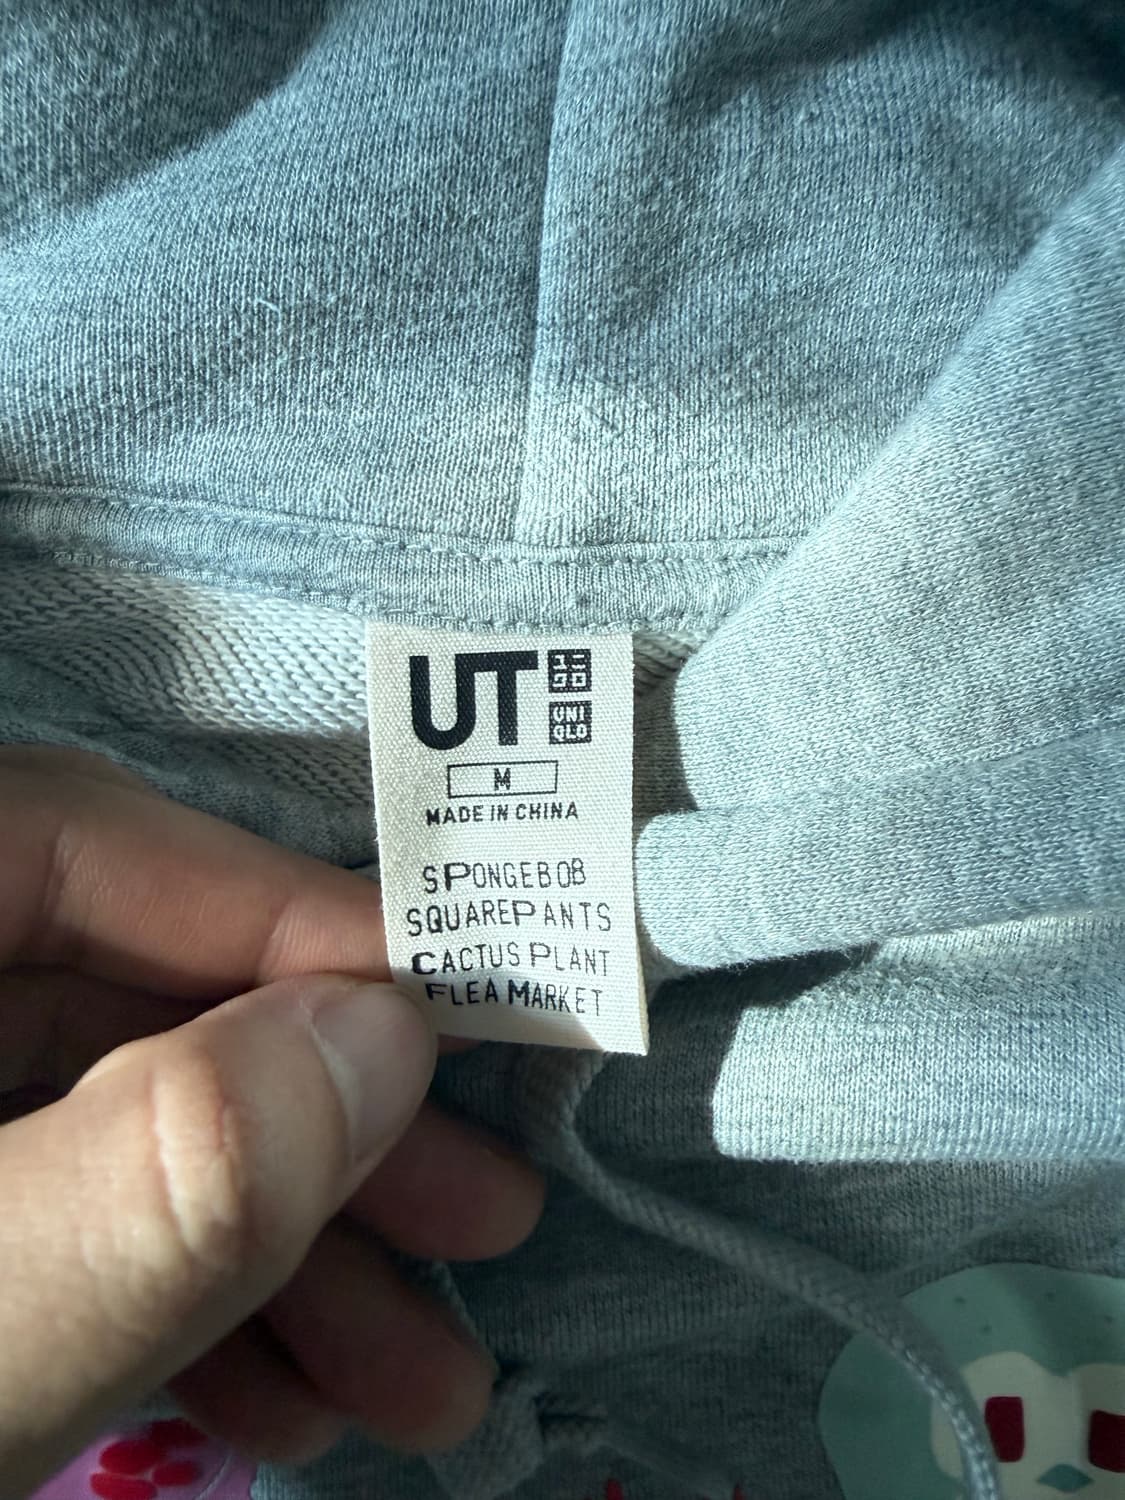 UT ユニ
クロ
UNI
QLO
M
MADE IN CHINA
SPONGEBOB
SQUAREPANTS
CACTUS PLANT
FLEA MARKET